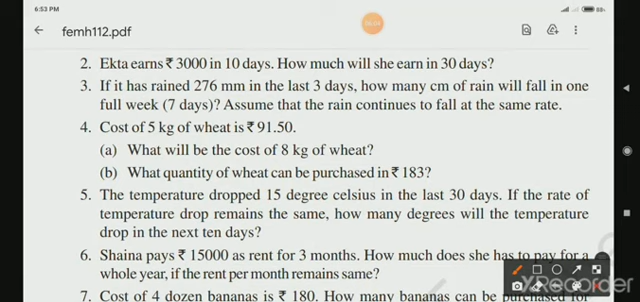 6:53 PM
88%
femh112.pdf
2. Ekta earns ₹ 3000 in 10 days. How much will she earn in 30 days?
3. If it has rained 276 mm in the last 3 days, how many cm of rain will fall in one
full week (7 days)? Assume that the rain continues to fall at the same rate.
4. Cost of 5 kg of wheat is ₹ 91.50.
(a) What will be the cost of 8 kg of wheat?
(b) What quantity of wheat can be purchased in ₹ 183?
5. The temperature dropped 15 degree celsius in the last 30 days. If the rate of
temperature drop remains the same, how many degrees will the temperature
drop in the next ten days?
6. Shaina pays ₹ 15000 as rent for 3 months. How much does she has to pay for a
whole year, if the rent per month remains same?
XRecorder
7. Cost of 4 dozen bananas is ₹ 180. How many bananas can be purchased for